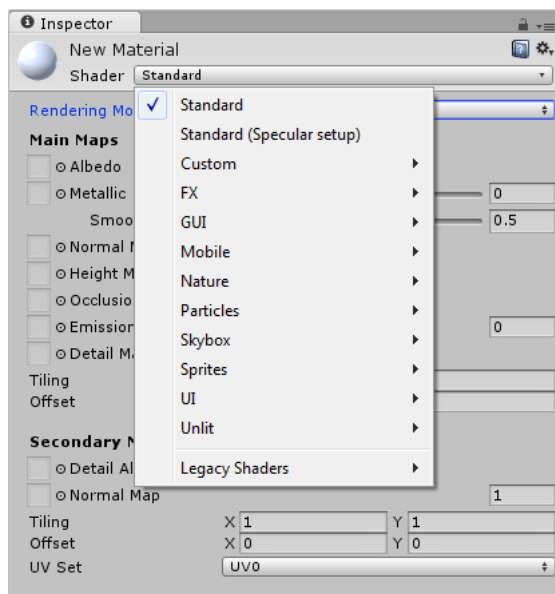 Inspector
New Material
Shader Standard
Rendering Mo
Standard
Standard (Specular setup)
Main Maps
Albedo
Custom
Metallic
FX
0
Smoo
GUI
0.5
Normal M
Mobile
Height M
Nature
Occlusio
Particles
Emission
Skybox
0
Detail Ma
Sprites
Tiling
UI
Offset
Unlit
Secondary M
Legacy Shaders
Detail Al
Normal Map 1
Tiling X 1 Y 1
Offset X 0 Y 0
UV Set UV0